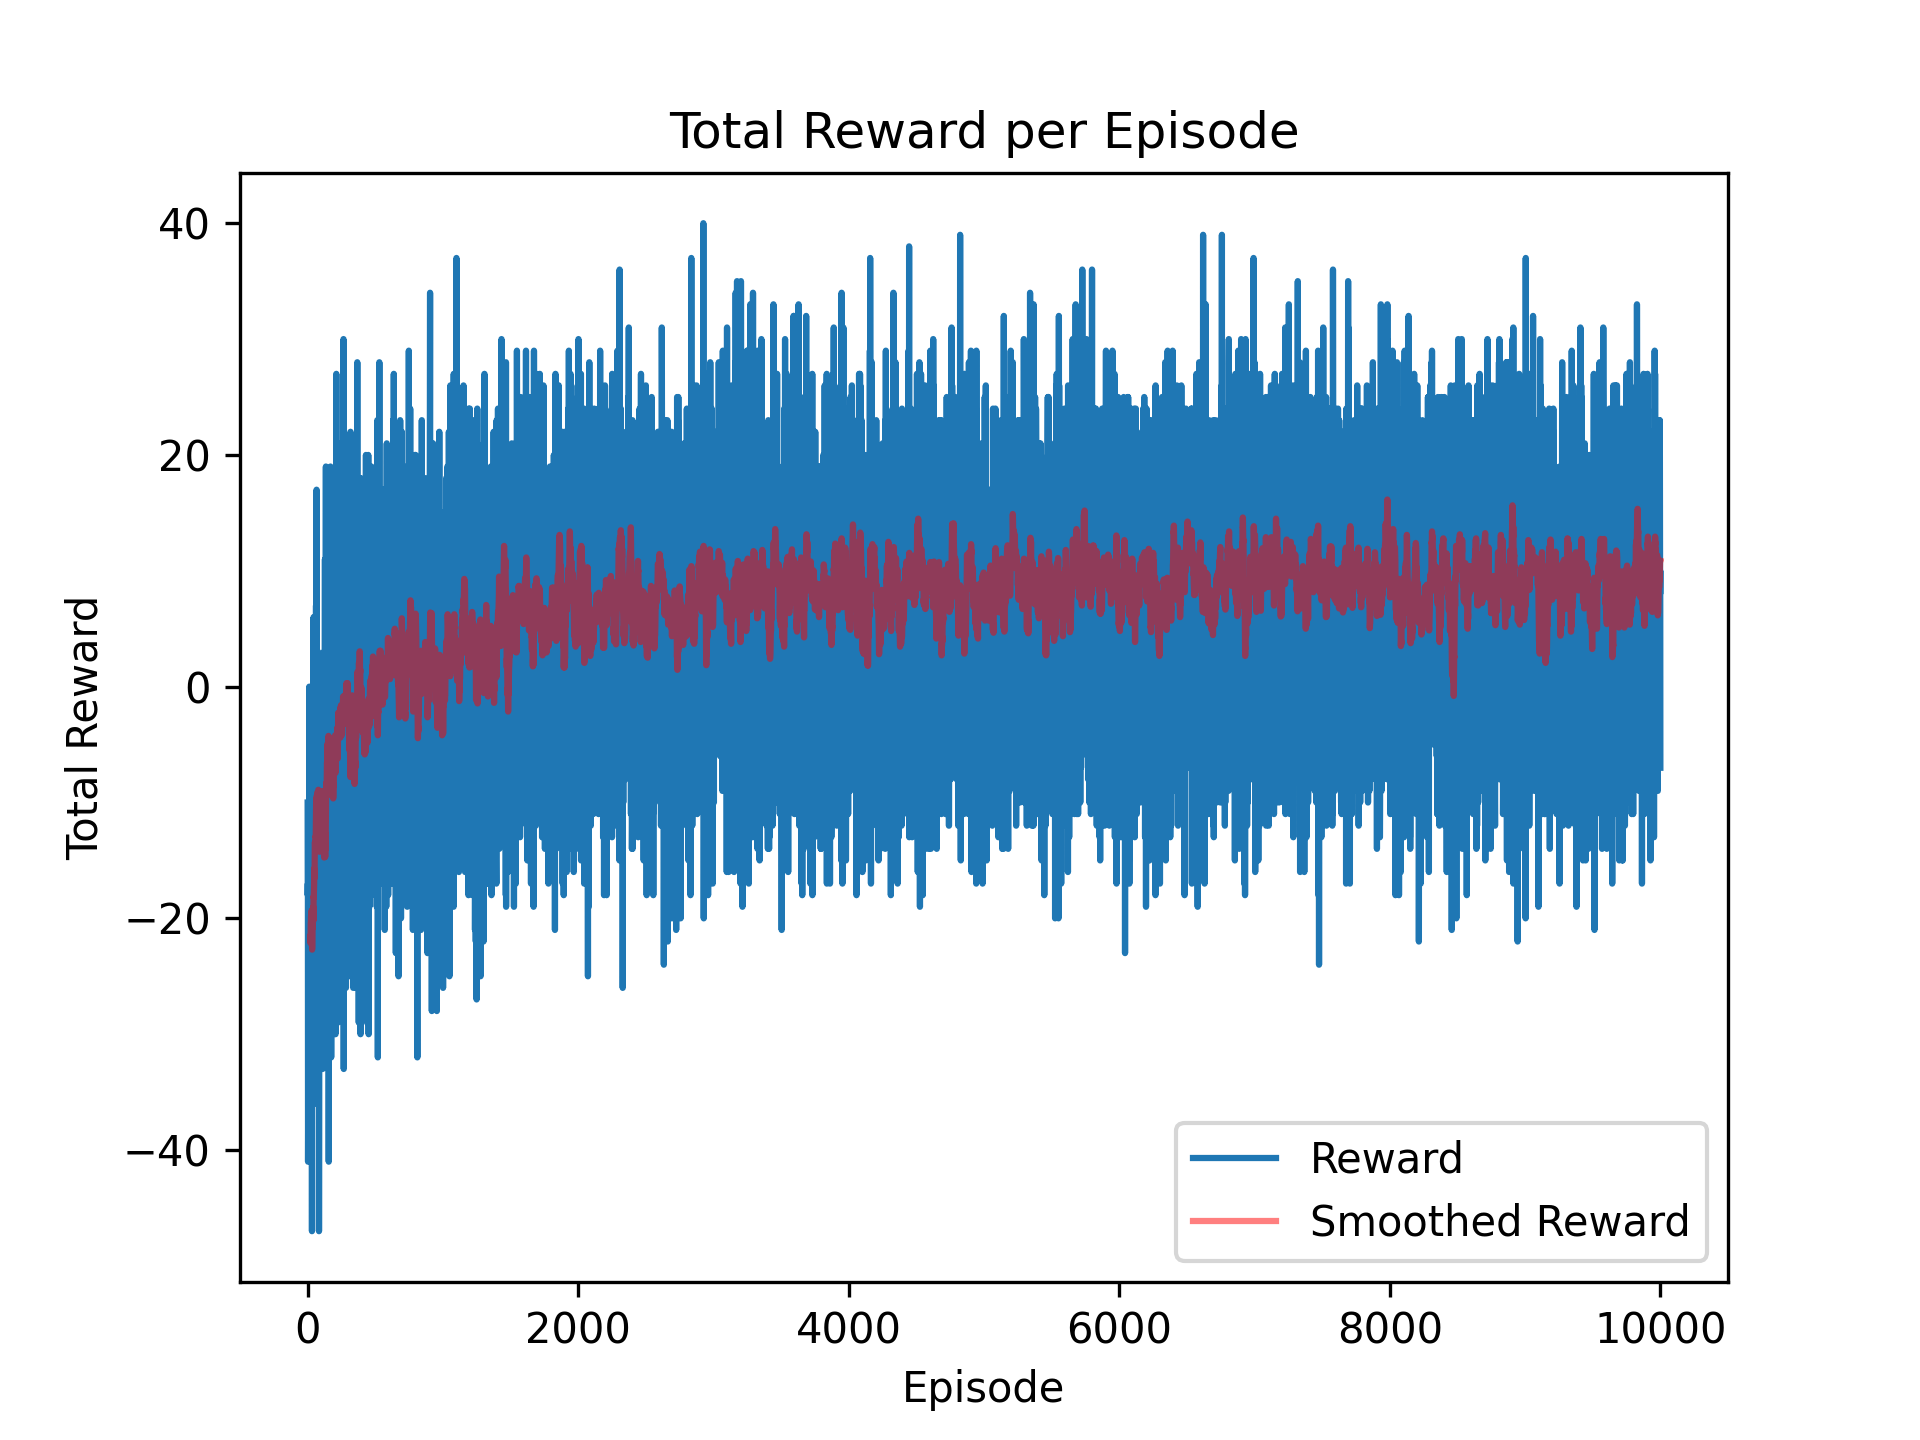 Total Reward per Episode
40
20
0
−20
−40
Total Reward
0 2000 4000 6000 8000 10000
Episode
Reward
Smoothed Reward